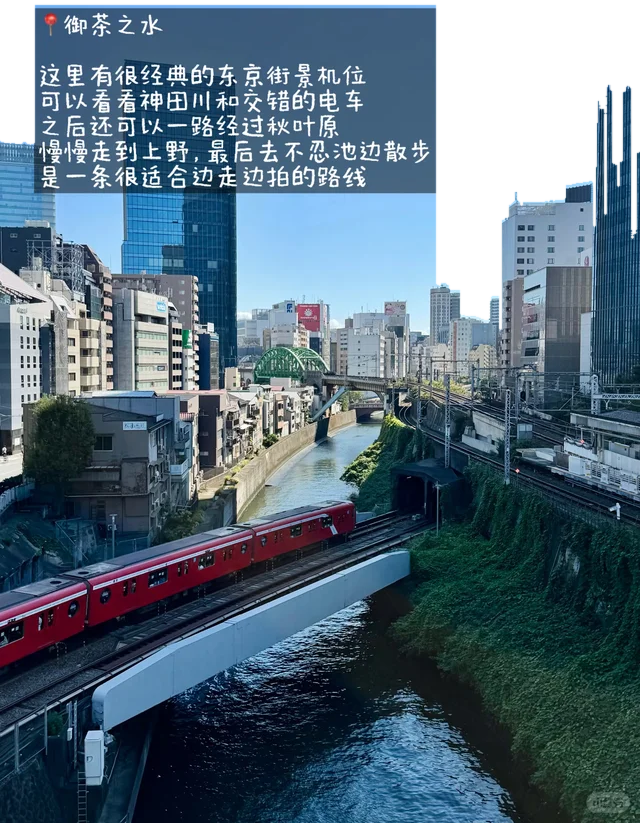 📍御茶之水
这里有很经典的东京街景机位
可以看看神田川和交错的电车
之后还可以一路经过秋叶原
慢慢走到上野,最后去不忍池边散步
是一条很适合边走边拍的路线